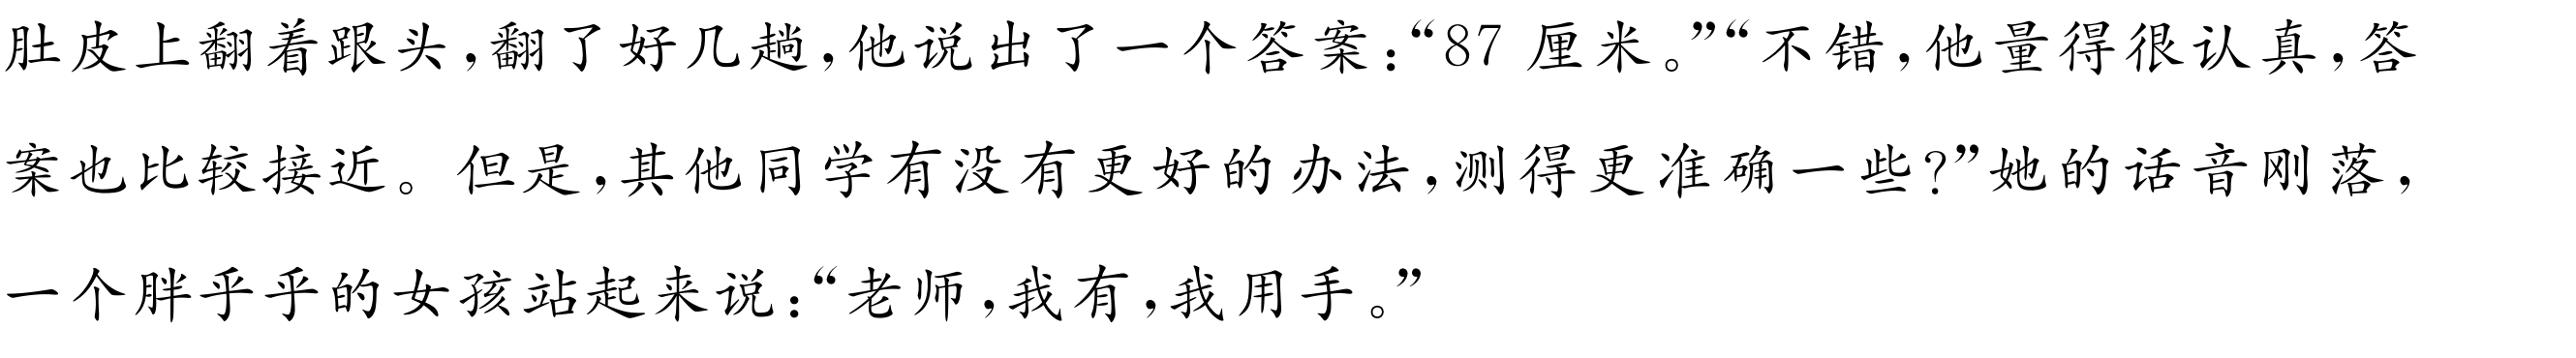 肚皮上翻着跟头,翻了好几趟,他说出了一个答案:“87 厘米。”“不错,他量得很认真,答
案也比较接近。但是,其他同学有没有更好的办法,测得更准确一些?”她的话音刚落,
一个胖乎乎的女孩站起来说:“老师,我有,我用手。”